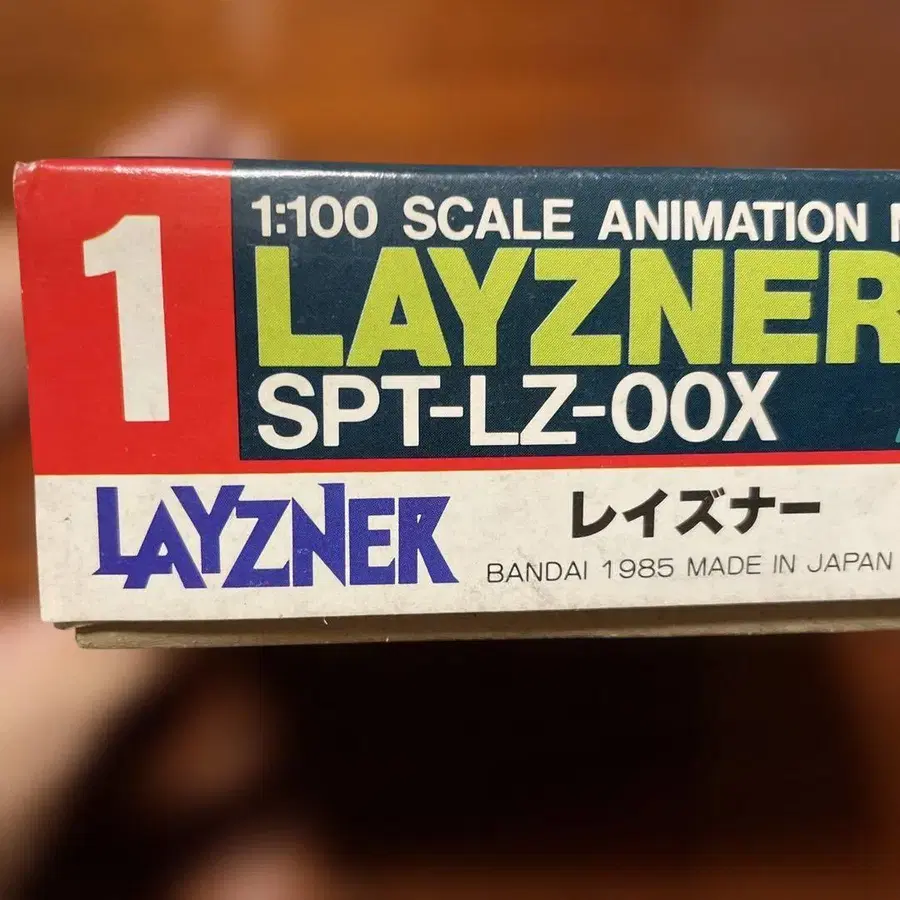 1
1:100 SCALE ANIMATION
LAYZNER
SPT-LZ-00X
LAYZNER
レイズナー
BANDAI 1985 MADE IN JAPAN